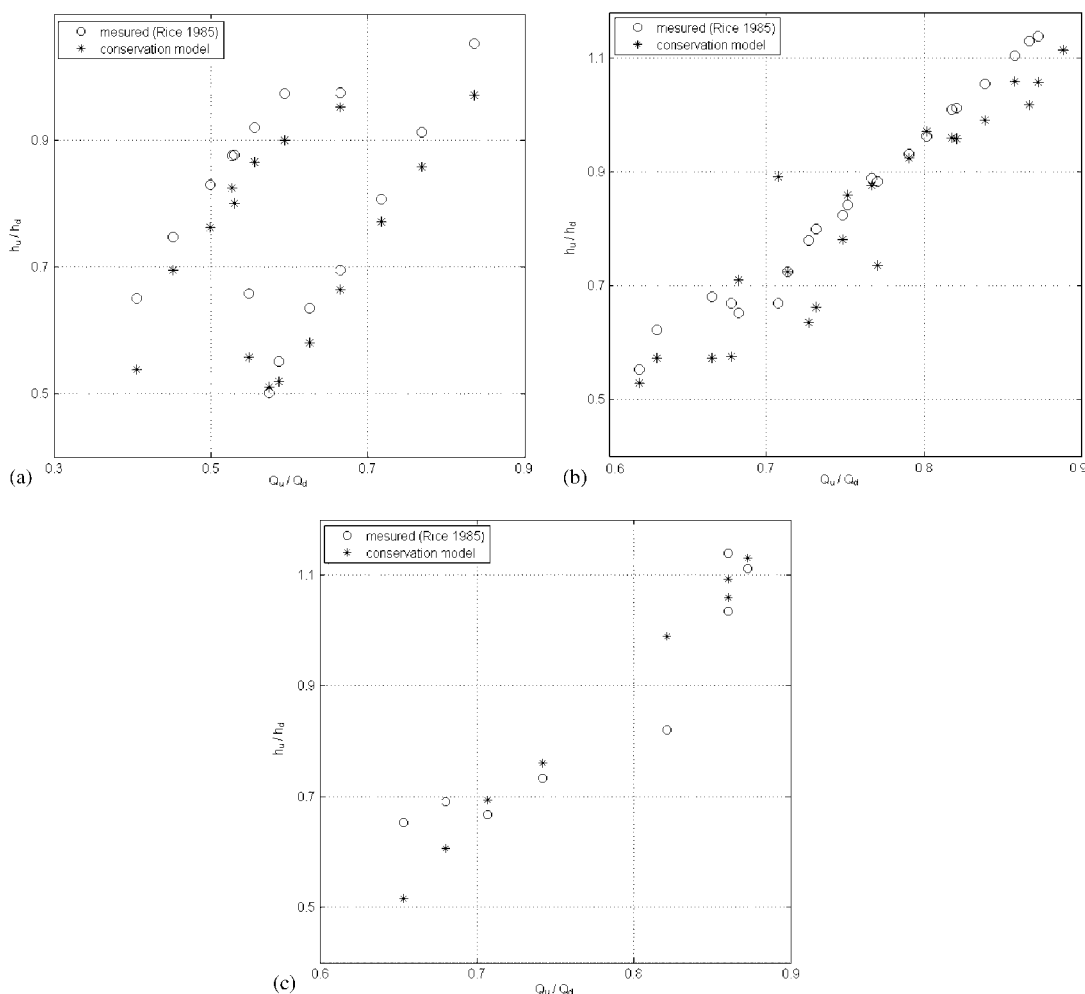 mesured (Rice 1985)
conservation model
0.9
0.7
0.5
h_u / h_d
0.3 0.5 0.7 0.9
Q_u / Q_d
(a)
mesured (Rice 1985)
conservation model
1.1
0.9
0.7
0.5
h_u / h_d
0.6 0.7 0.8 0.9
Q_u / Q_d
(b)
mesured (Rice 1985)
conservation model
1.1
0.9
0.7
0.5
h_u / h_d
0.6 0.7 0.8 0.9
Q_u / Q_d
(c)